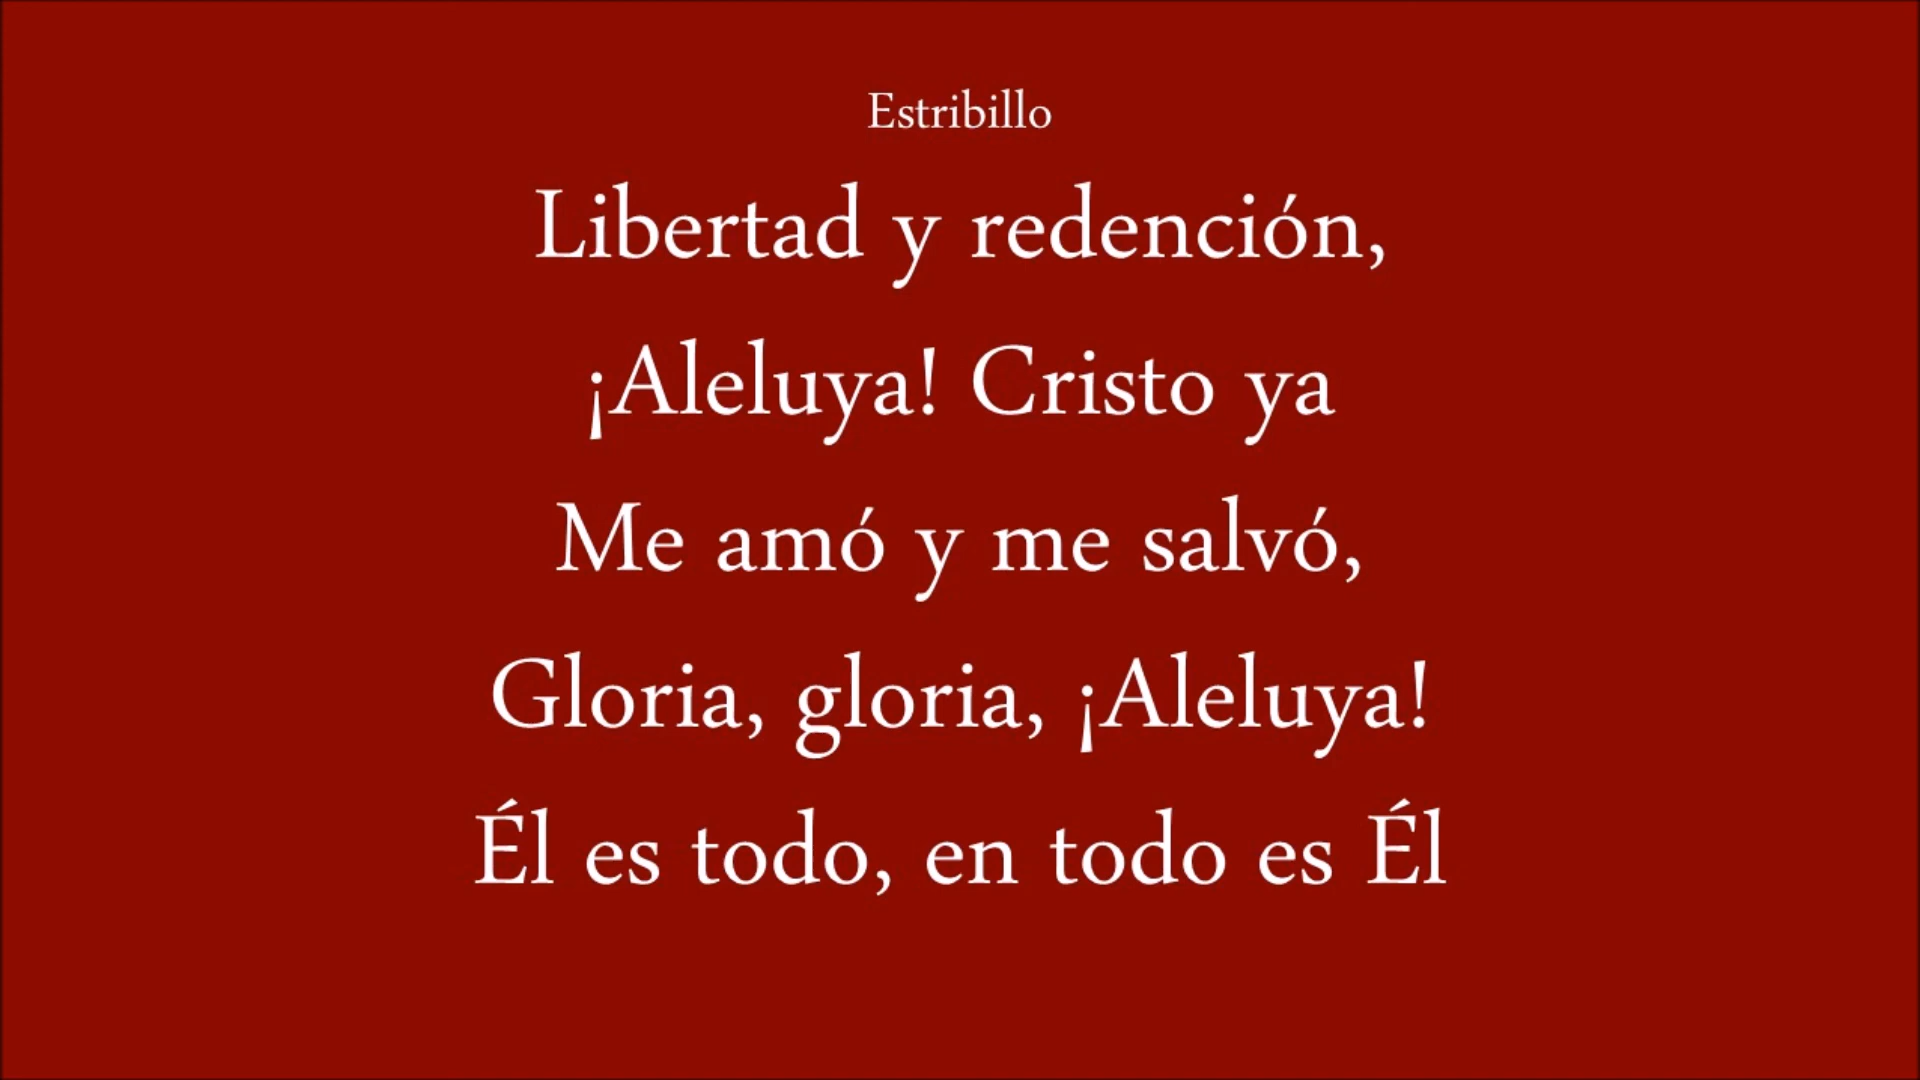 Estribillo
Libertad y redención,
¡Aleluya! Cristo ya
Me amó y me salvó,
Gloria, gloria, ¡Aleluya!
Él es todo, en todo es Él